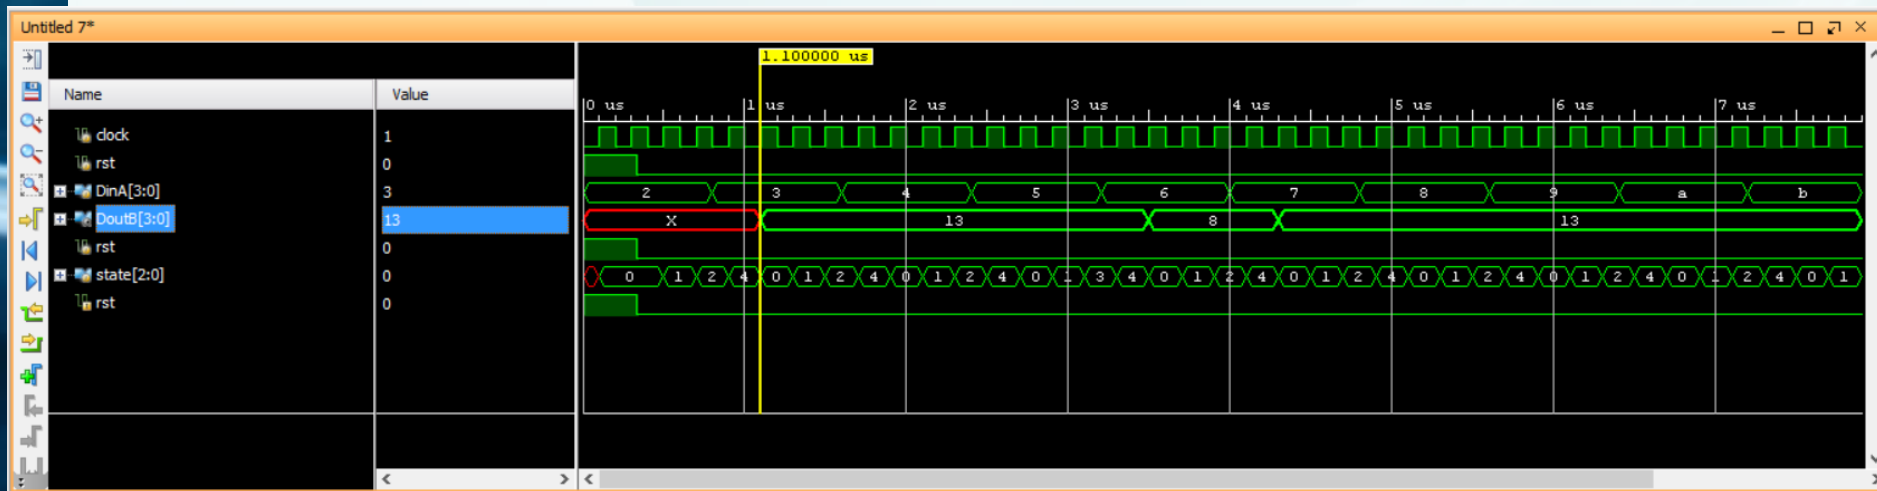 Untitled 7*
1.100000 us
Name Value
0 us 1 us 2 us 3 us 4 us 5 us 6 us 7 us
clock 1
rst 0
DinA[3:0] 3 2 3 4 5 6 7 8 9 a b
DoutB[3:0] 13 X 13 8 13
rst 0
state[2:0] 0 0 1 2 4 0 1 2 4 0 1 2 4 0 1 3 4 0 1 2 4 0 1 2 4 0 1 2 4 0 1 2 4 0 1 2 4 0 1
rst 0